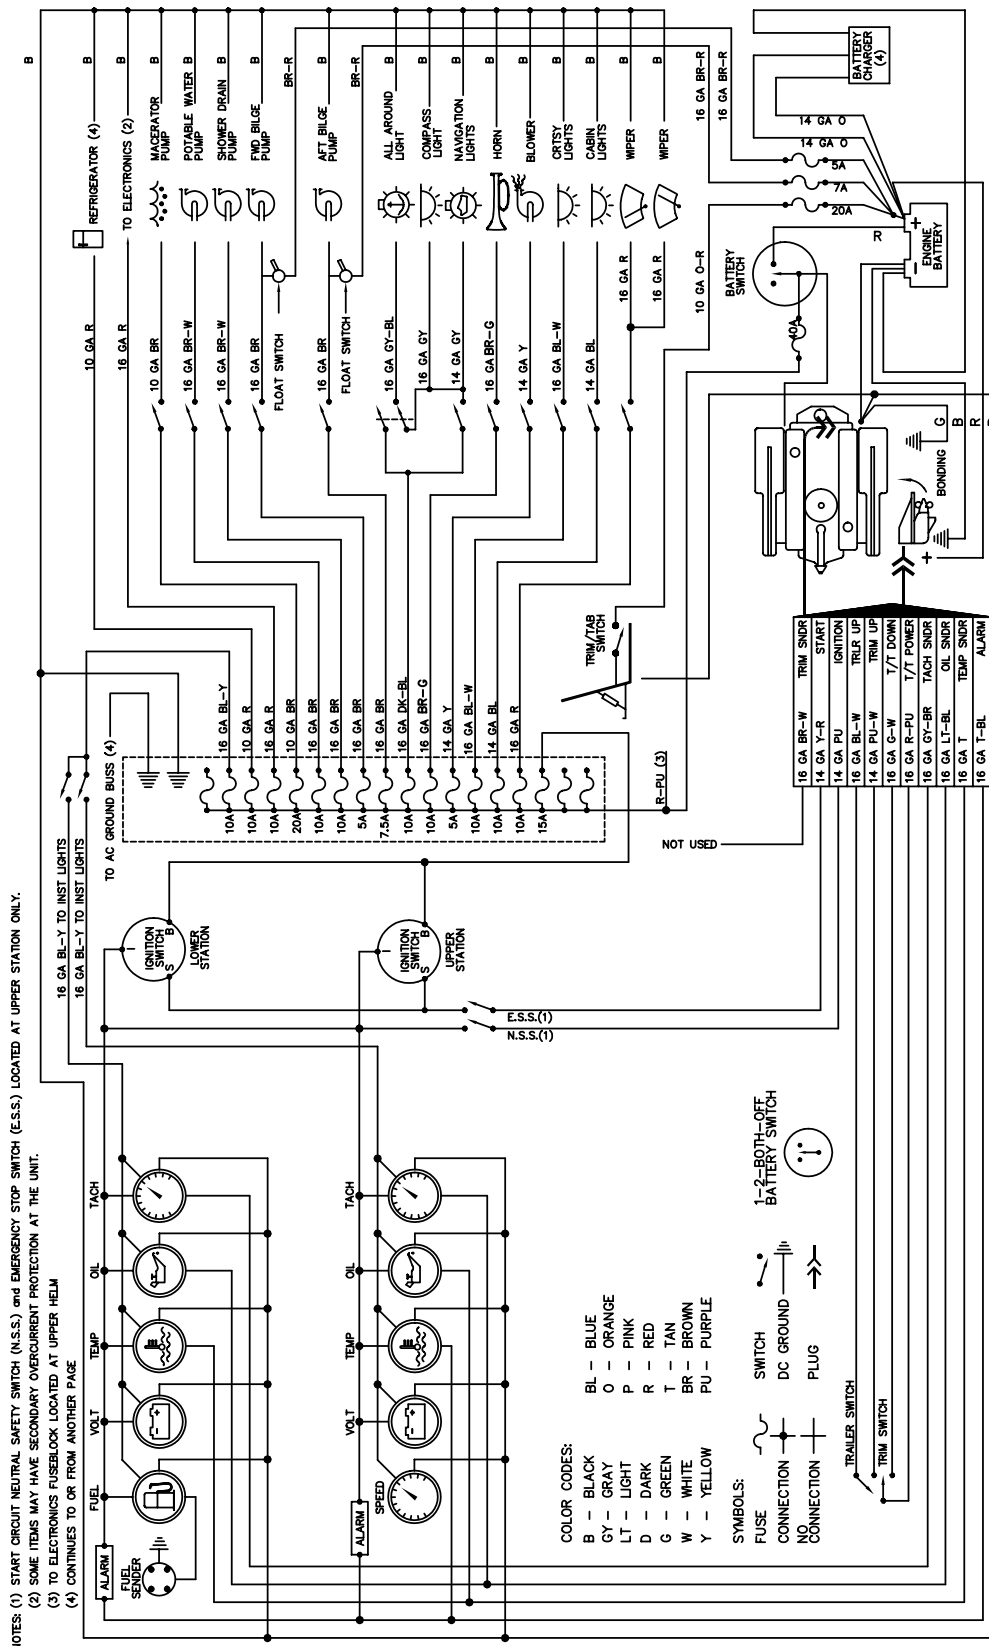 NOTES: (1) START CIRCUIT NEUTRAL SAFETY SWITCH (N.S.S.) and EMERGENCY STOP SWITCH (E.S.S.) LOCATED AT UPPER STATION ONLY.
(2) SOME ITEMS MAY HAVE SECONDARY OVERCURRENT PROTECTION AT THE UNIT.
(3) TO ELECTRONICS FUSEBLOCK LOCATED AT UPPER HELM
(4) CONTINUES TO OR FROM ANOTHER PAGE
B
B
B
B
B
B
B
BR-R
B
BR-R
B
B
B
B
B
B
B
B
B
REFRIGERATOR (4)
TO ELECTRONICS (2)
MACERATOR
PUMP
POTABLE WATER
PUMP
SHOWER DRAIN
PUMP
FWD BILGE
PUMP
AFT BILGE
PUMP
ALL AROUND
LIGHT
COMPASS
LIGHT
NAVIGATION
LIGHTS
HORN
BLOWER
CRTSY
LIGHTS
CABIN
LIGHTS
WIPER
WIPER
16 GA BR-R
16 GA BR-R
BATTERY
CHARGER
(4)
14 GA O
14 GA O
5A
7A
20A
R
ENGINE
BATTERY
+
-
BATTERY
SWITCH
40A
10 GA O-R
10 GA R
16 GA R
10 GA BR
16 GA BR-W
16 GA BR-W
16 GA BR
FLOAT SWITCH
16 GA BR
FLOAT SWITCH
16 GA GY-BL
16 GA GY
14 GA GY
16 GA BR-G
14 GA Y
16 GA BL-W
14 GA BL
16 GA R
16 GA R
G
B
R
BONDING
+
TRIM/TAB
SWITCH
16 GA BL-Y
10 GA R
16 GA R
10 GA BR
16 GA BR
16 GA BR
16 GA BR
16 GA BR
16 GA DK-BL
16 GA BR-G
14 GA Y
16 GA BL-W
14 GA BL
16 GA R
R-PU (3)
TO AC GROUND BUSS (4)
10A
10A
10A
20A
10A
10A
5A
7.5A
10A
10A
5A
10A
10A
10A
15A
16 GA BL-Y TO INST LIGHTS
16 GA BL-Y TO INST LIGHTS
NOT USED
16 GA BR-W TRIM SNDR
14 GA Y-R START
14 GA PU IGNITION
16 GA BL-W TRLR UP
14 GA PU-W TRIM UP
16 GA G-W T/T DOWN
16 GA R-PU T/T POWER
16 GA GY-BR TACH SNDR
16 GA LT-BL OIL SNDR
16 GA T TEMP SNDR
16 GA T-BL ALARM
I
IGNITION
SWITCH
S
B
LOWER
STATION
I
IGNITION
SWITCH
S
B
UPPER
STATION
E.S.S.(1)
N.S.S.(1)
FUEL
VOLT
TEMP
OIL
TACH
ALARM
FUEL
SENDER
SPEED
VOLT
TEMP
OIL
TACH
ALARM
COLOR CODES:
B - BLACK
GY - GRAY
LT - LIGHT
D - DARK
G - GREEN
W - WHITE
Y - YELLOW
BL - BLUE
O - ORANGE
P - PINK
R - RED
T - TAN
BR - BROWN
PU - PURPLE
SYMBOLS:
FUSE
CONNECTION
NO
CONNECTION
SWITCH
DC GROUND
PLUG
1-2-BOTH-OFF
BATTERY SWITCH
TRAILER SWITCH
TRIM SWITCH